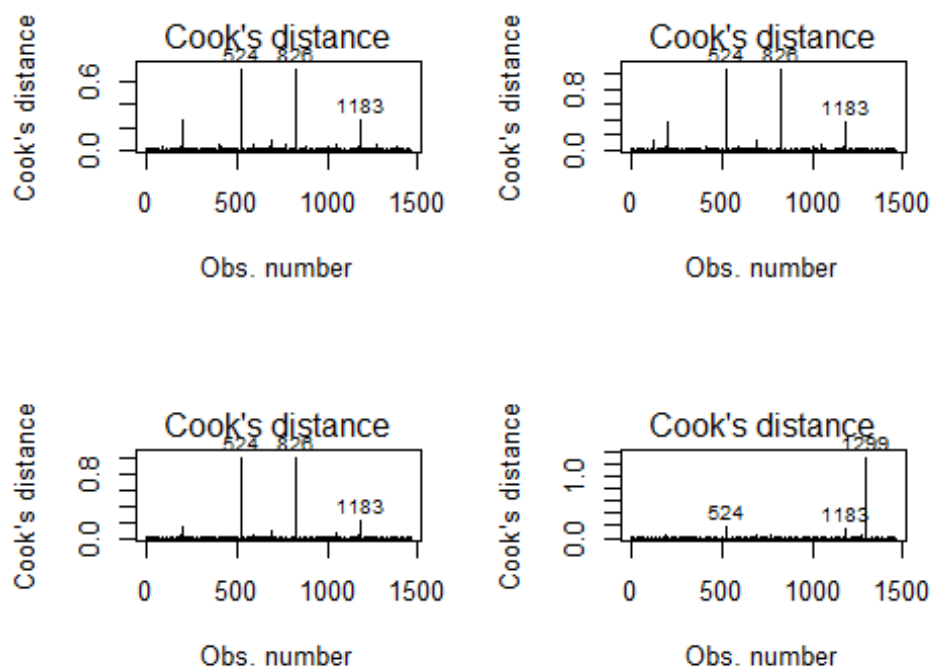 Cook's distance
Cook's distance
524 826
1183
0.0 0.6
0 500 1000 1500
Obs. number
Cook's distance
Cook's distance
524 826
1183
0.0 0.8
0 500 1000 1500
Obs. number
Cook's distance
Cook's distance
524 826
1183
0.0 0.8
0 500 1000 1500
Obs. number
Cook's distance
Cook's distance
1299
524 1183
0.0 1.0
0 500 1000 1500
Obs. number